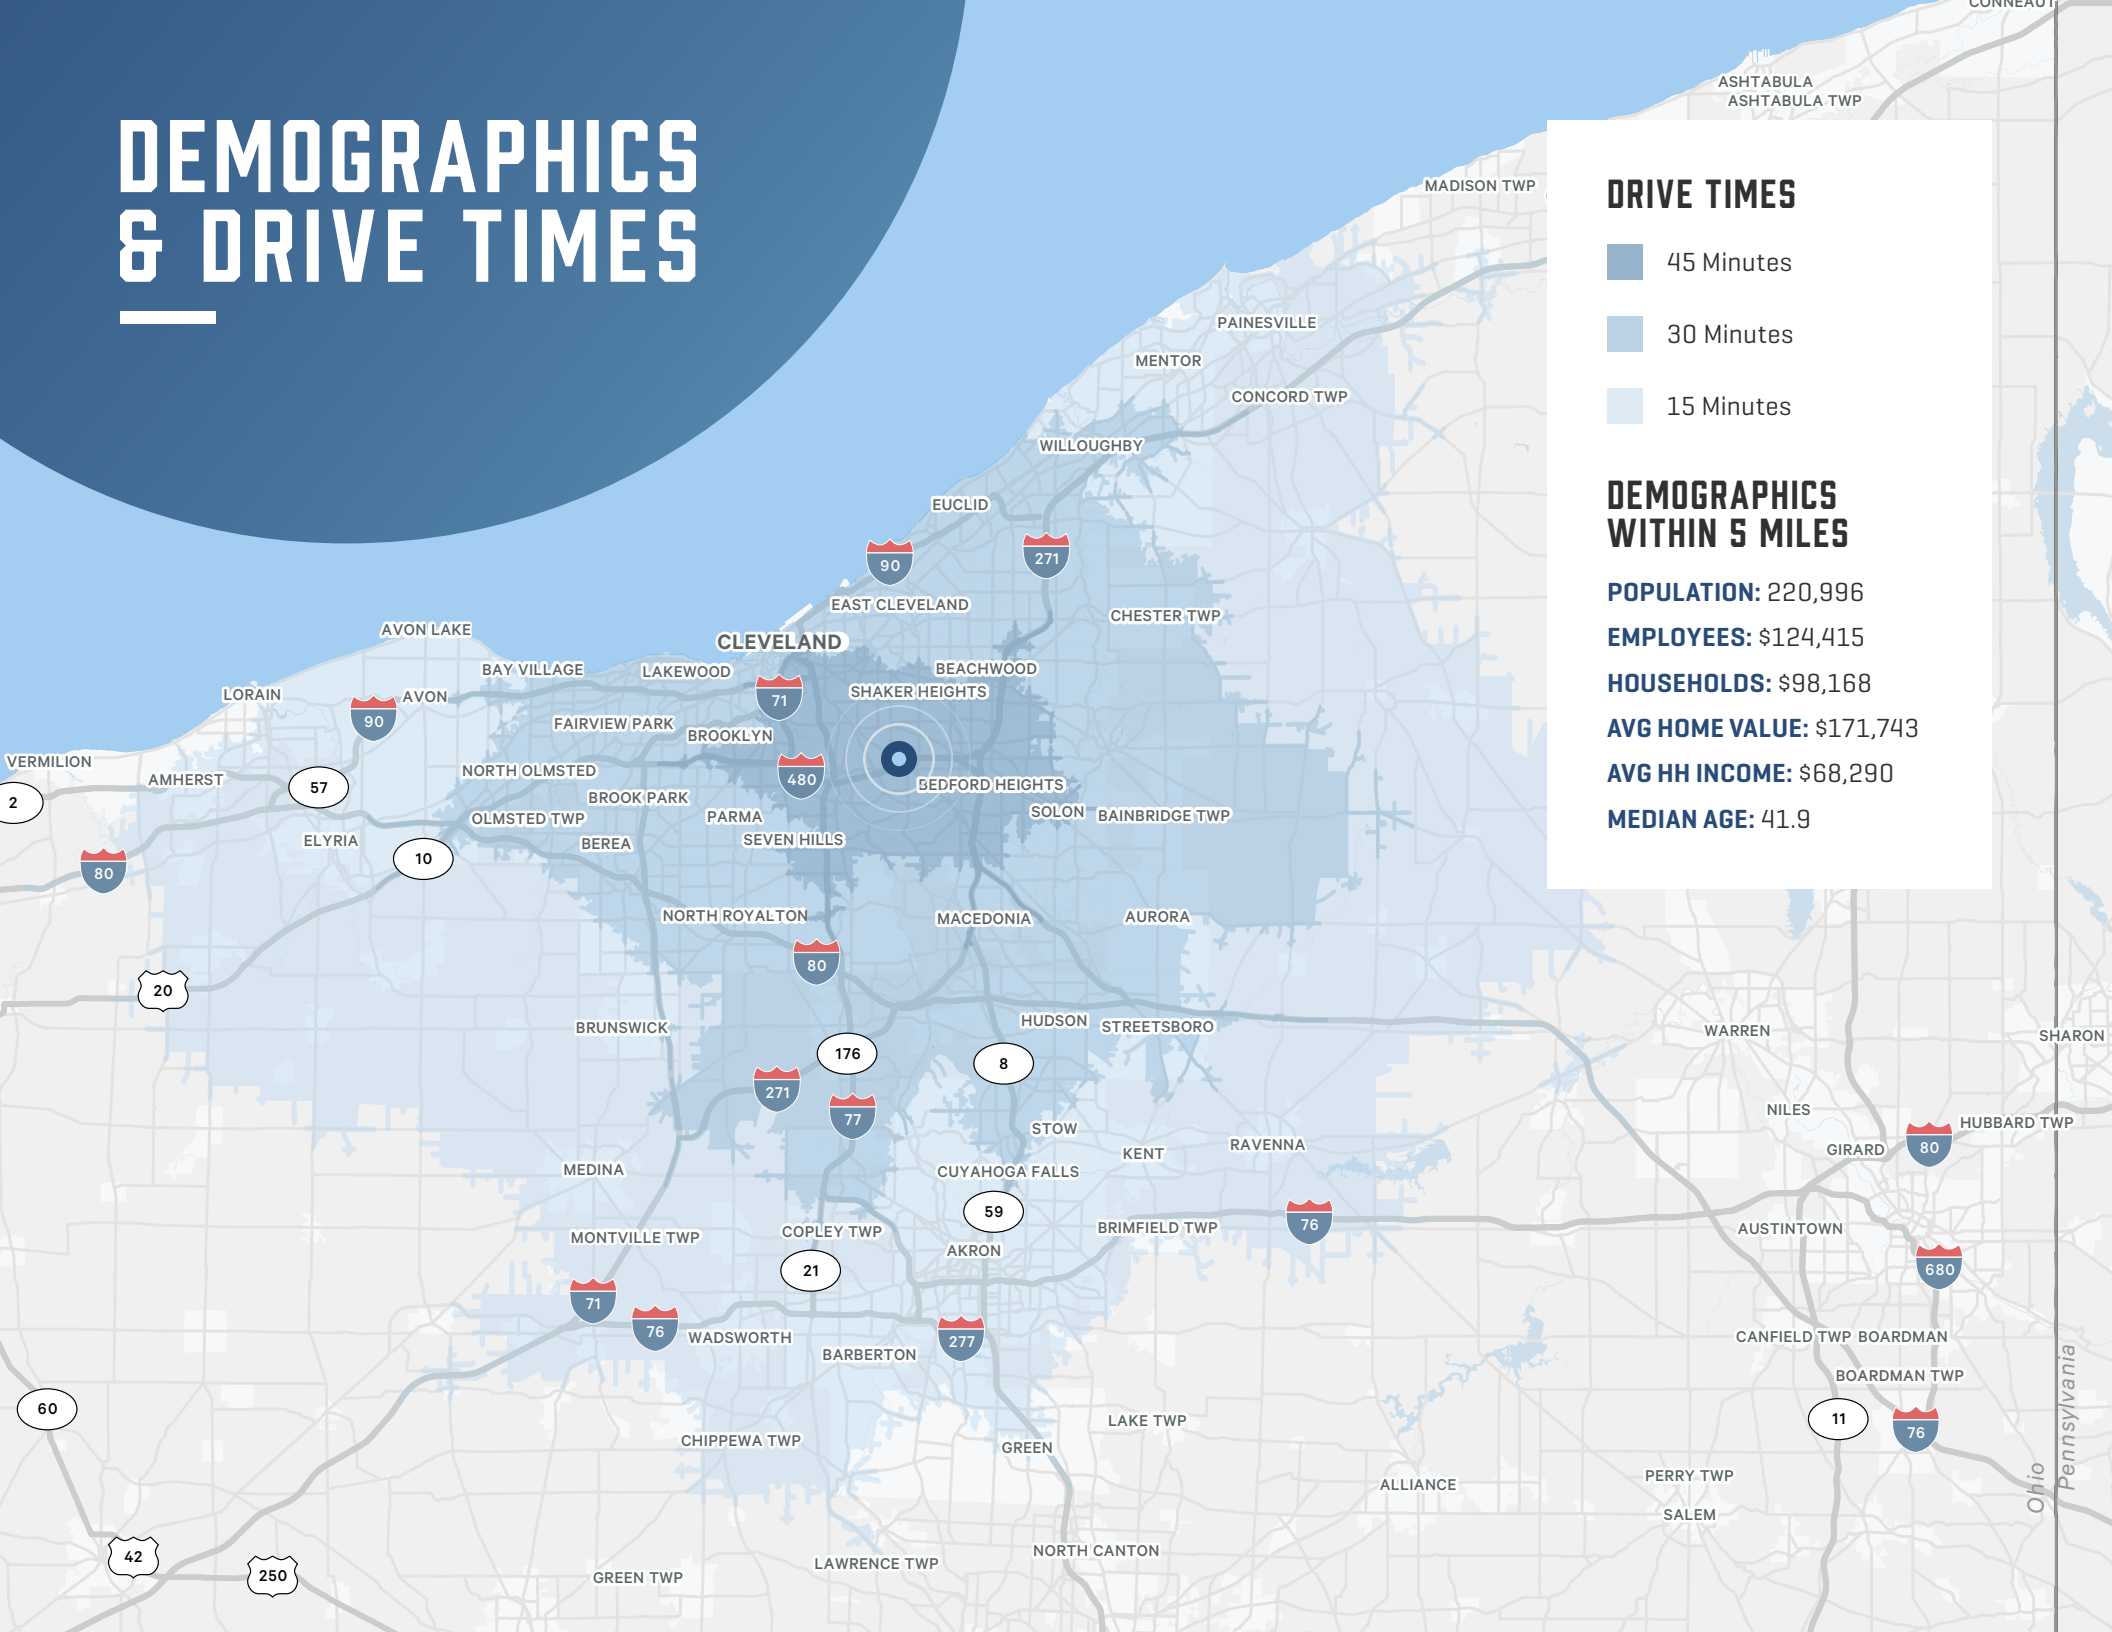 DEMOGRAPHICS
& DRIVE TIMES
CONNEAUT
ASHTABULA
ASHTABULA TWP
DRIVE TIMES
45 Minutes
30 Minutes
15 Minutes
DEMOGRAPHICS
WITHIN 5 MILES
POPULATION: 220,996
EMPLOYEES: $124,415
HOUSEHOLDS: $98,168
AVG HOME VALUE: $171,743
AVG HH INCOME: $68,290
MEDIAN AGE: 41.9
MADISON TWP
PAINESVILLE
MENTOR
CONCORD TWP
WILLOUGHBY
EUCLID
90
271
EAST CLEVELAND
CHESTER TWP
AVON LAKE
CLEVELAND
BAY VILLAGE
LAKEWOOD
BEACHWOOD
LORAIN
AVON
71
SHAKER HEIGHTS
90
FAIRVIEW PARK
BROOKLYN
VERMILION
AMHERST
NORTH OLMSTED
480
BEDFORD HEIGHTS
2
57
BROOK PARK
SOLON
BAINBRIDGE TWP
OLMSTED TWP
PARMA
ELYRIA
BEREA
SEVEN HILLS
10
80
NORTH ROYALTON
MACEDONIA
AURORA
80
20
BRUNSWICK
HUDSON
STREETSBORO
WARREN
SHARON
176
8
271
77
NILES
HUBBARD TWP
STOW
KENT
RAVENNA
GIRARD
80
MEDINA
CUYAHOGA FALLS
59
76
MONTVILLE TWP
COPLEY TWP
BRIMFIELD TWP
AUSTINTOWN
AKRON
21
680
71
76
WADSWORTH
277
CANFIELD TWP
BOARDMAN
BARBERTON
BOARDMAN TWP
60
LAKE TWP
11
76
CHIPPEWA TWP
GREEN
ALLIANCE
PERRY TWP
SALEM
Ohio
Pennsylvania
42
250
GREEN TWP
LAWRENCE TWP
NORTH CANTON